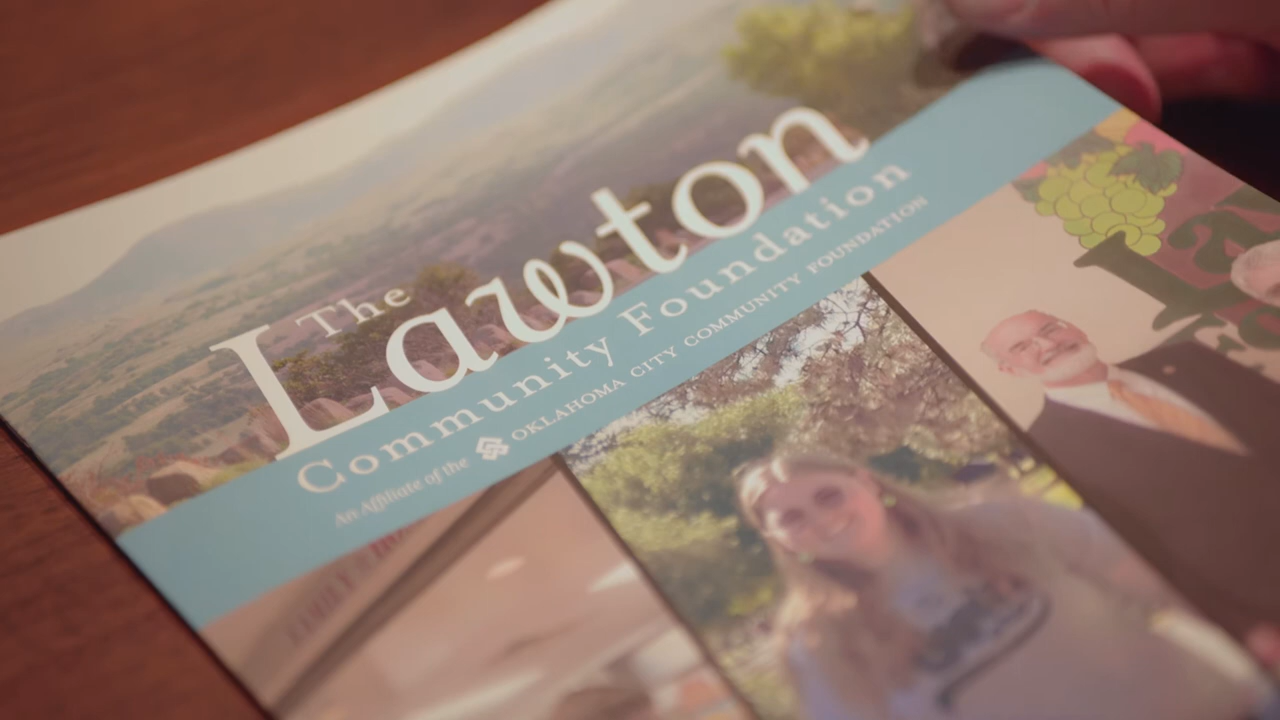 The
Lawton
Community Foundation
An Affiliate of the OKLAHOMA CITY COMMUNITY FOUNDATION